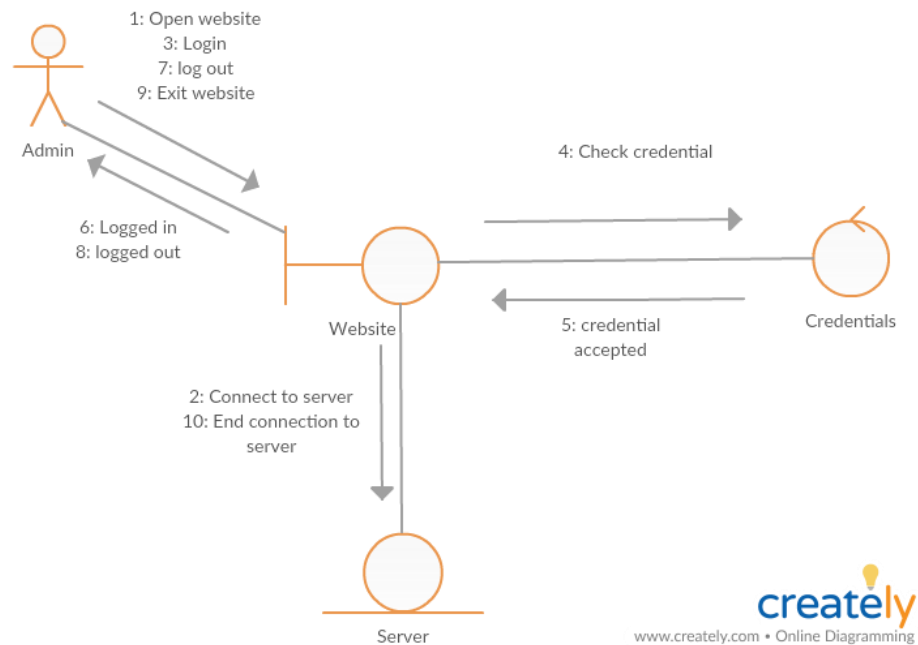 1: Open website
3: Login
7: log out
9: Exit website
Admin
4: Check credential
6: Logged in
8: logged out
Website
5: credential
accepted
Credentials
2: Connect to server
10: End connection to
server
Server
creately
www.creately.com • Online Diagramming